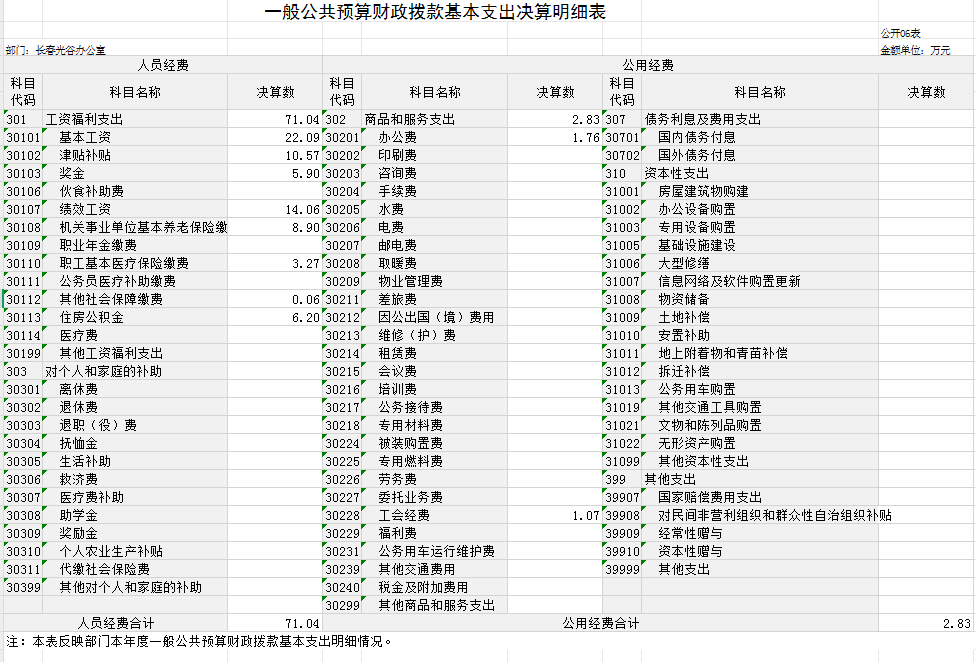 一般公共预算财政拨款基本支出决算明细表
公开06表
部门：长春光谷办公室 金额单位：万元
人员经费 公用经费
科目代码 科目名称 决算数 科目代码 科目名称 决算数 科目代码 科目名称 决算数
301 工资福利支出 71.04 302 商品和服务支出 2.83 307 债务利息及费用支出
30101 基本工资 22.09 30201 办公费 1.76 30701 国内债务付息
30102 津贴补贴 10.57 30202 印刷费 30702 国外债务付息
30103 奖金 5.90 30203 咨询费 310 资本性支出
30106 伙食补助费 30204 手续费 31001 房屋建筑物购建
30107 绩效工资 14.06 30205 水费 31002 办公设备购置
30108 机关事业单位基本养老保险缴 8.90 30206 电费 31003 专用设备购置
30109 职业年金缴费 30207 邮电费 31005 基础设施建设
30110 职工基本医疗保险缴费 3.27 30208 取暖费 31006 大型修缮
30111 公务员医疗补助缴费 30209 物业管理费 31007 信息网络及软件购置更新
30112 其他社会保障缴费 0.06 30211 差旅费 31008 物资储备
30113 住房公积金 6.20 30212 因公出国（境）费用 31009 土地补偿
30114 医疗费 30213 维修（护）费 31010 安置补助
30199 其他工资福利支出 30214 租赁费 31011 地上附着物和青苗补偿
303 对个人和家庭的补助 30215 会议费 31012 拆迁补偿
30301 离休费 30216 培训费 31013 公务用车购置
30302 退休费 30217 公务接待费 31019 其他交通工具购置
30303 退职（役）费 30218 专用材料费 31021 文物和陈列品购置
30304 抚恤金 30224 被装购置费 31022 无形资产购置
30305 生活补助 30225 专用燃料费 31099 其他资本性支出
30306 救济费 30226 劳务费 399 其他支出
30307 医疗费补助 30227 委托业务费 39907 国家赔偿费用支出
30308 助学金 30228 工会经费 1.07 39908 对民间非营利组织和群众性自治组织补贴
30309 奖励金 30229 福利费 39909 经常性赠与
30310 个人农业生产补贴 30231 公务用车运行维护费 39910 资本性赠与
30311 代缴社会保险费 30239 其他交通费用 39999 其他支出
30399 其他对个人和家庭的补助 30240 税金及附加费用
30299 其他商品和服务支出
人员经费合计 71.04 公用经费合计 2.83
注：本表反映部门本年度一般公共预算财政拨款基本支出明细情况。